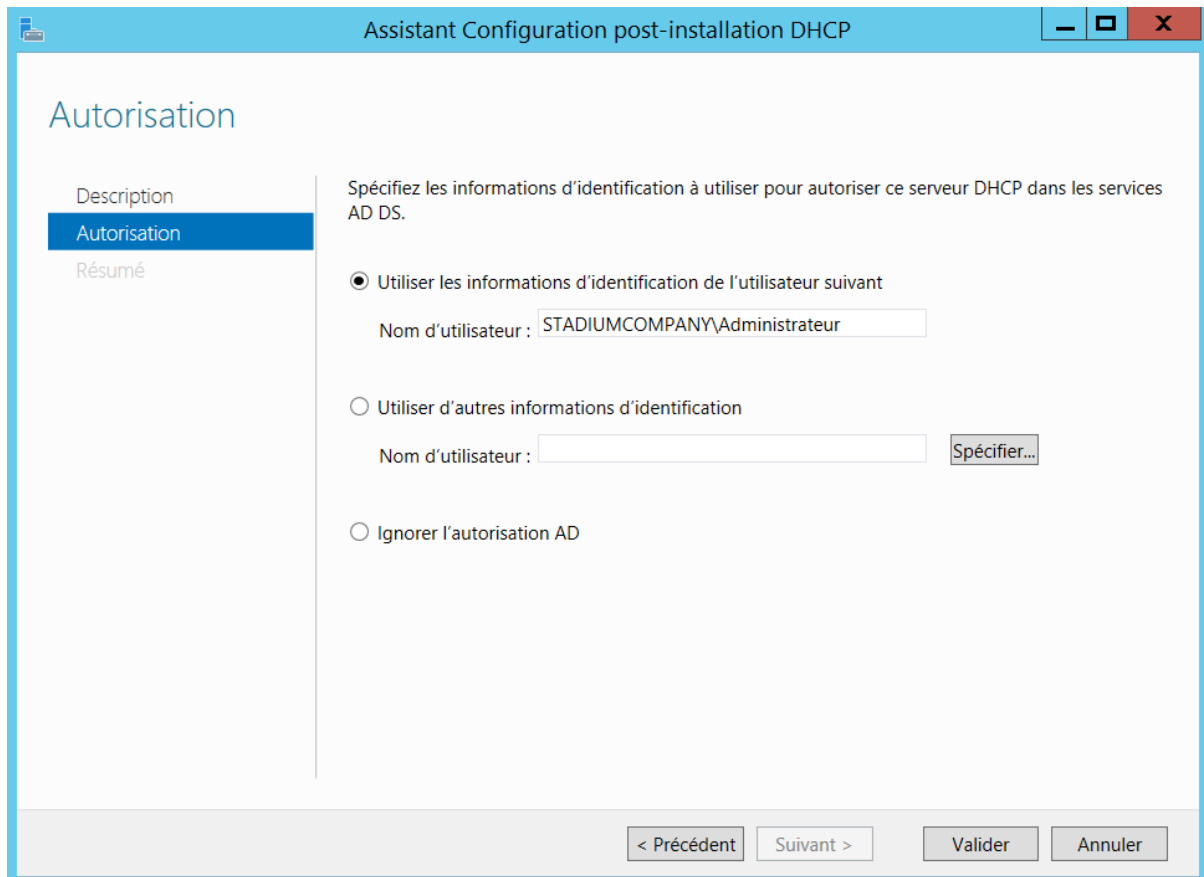 Assistant Configuration post-installation DHCP
Autorisation
Description
Autorisation
Résumé
Spécifiez les informations d’identification à utiliser pour autoriser ce serveur DHCP dans les services
AD DS.
Utiliser les informations d’identification de l’utilisateur suivant
Nom d’utilisateur : STADIUMCOMPANY\Administrateur
Utiliser d’autres informations d’identification
Nom d’utilisateur : Spécifier...
Ignorer l’autorisation AD
< Précédent Suivant > Valider Annuler